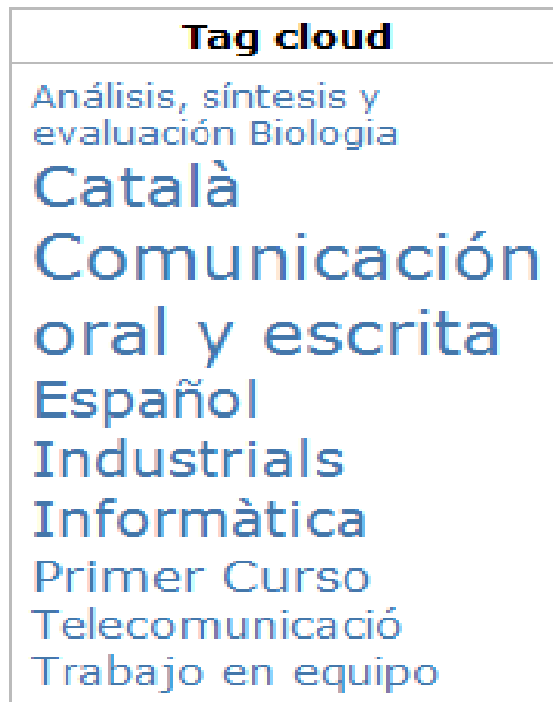 Tag cloud
Análisis, síntesis y
evaluación Biologia
Català
Comunicación
oral y escrita
Español
Industrials
Informàtica
Primer Curso
Telecomunicació
Trabajo en equipo